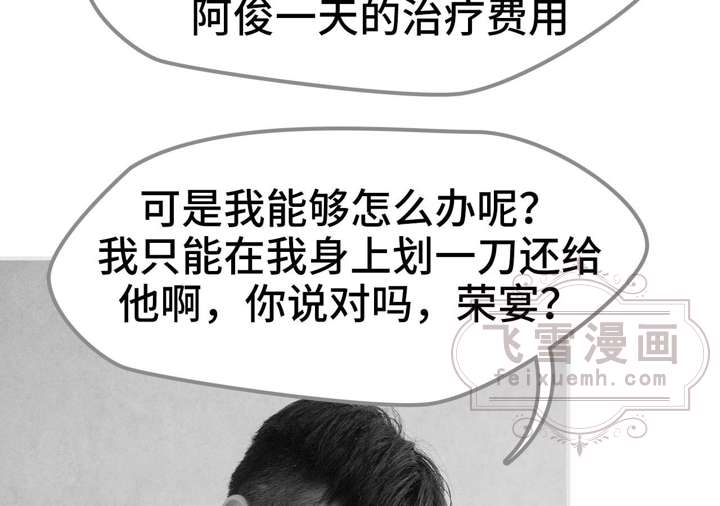 阿俊一天的治疗费用
可是我能够怎么办呢？
我只能在我身上划一刀还给
他啊，你说对吗，荣宴？
飞雪漫画
feixuemh.com